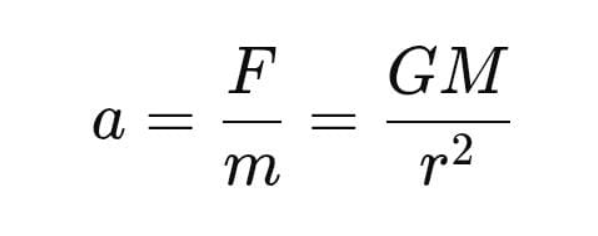 a = F/m = GM/r²